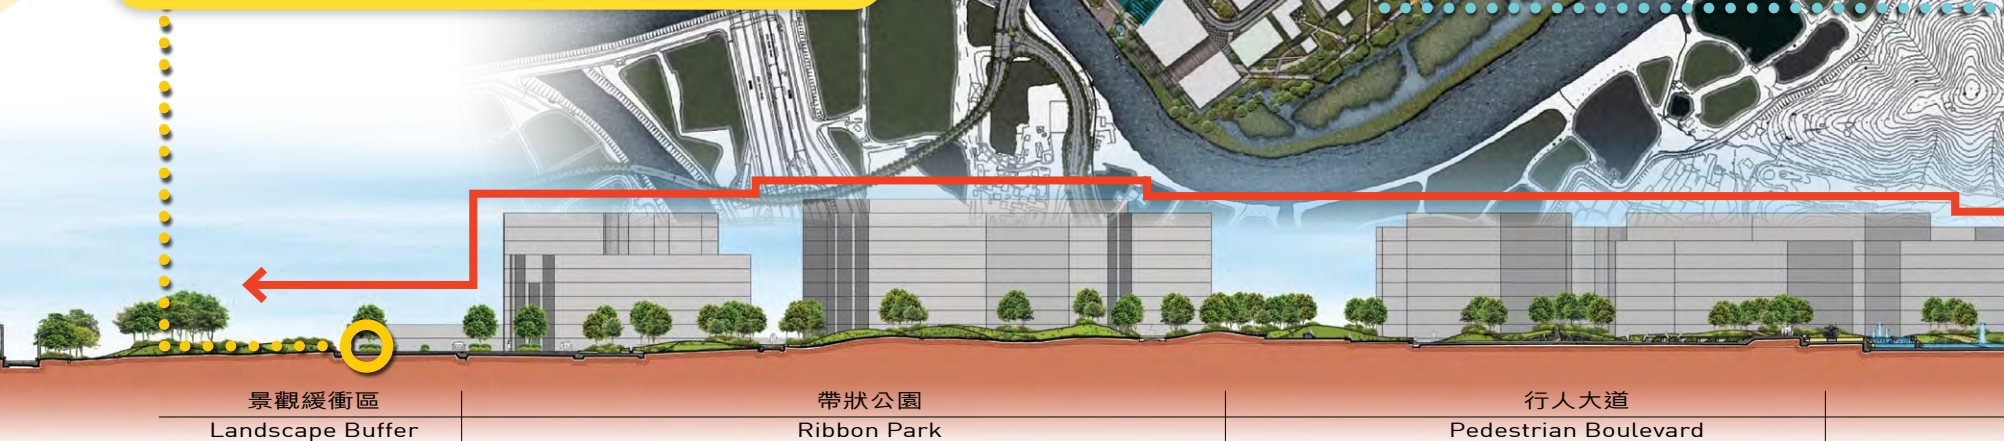 景觀緩衝區
Landscape Buffer
帶狀公園
Ribbon Park
行人大道
Pedestrian Boulevard